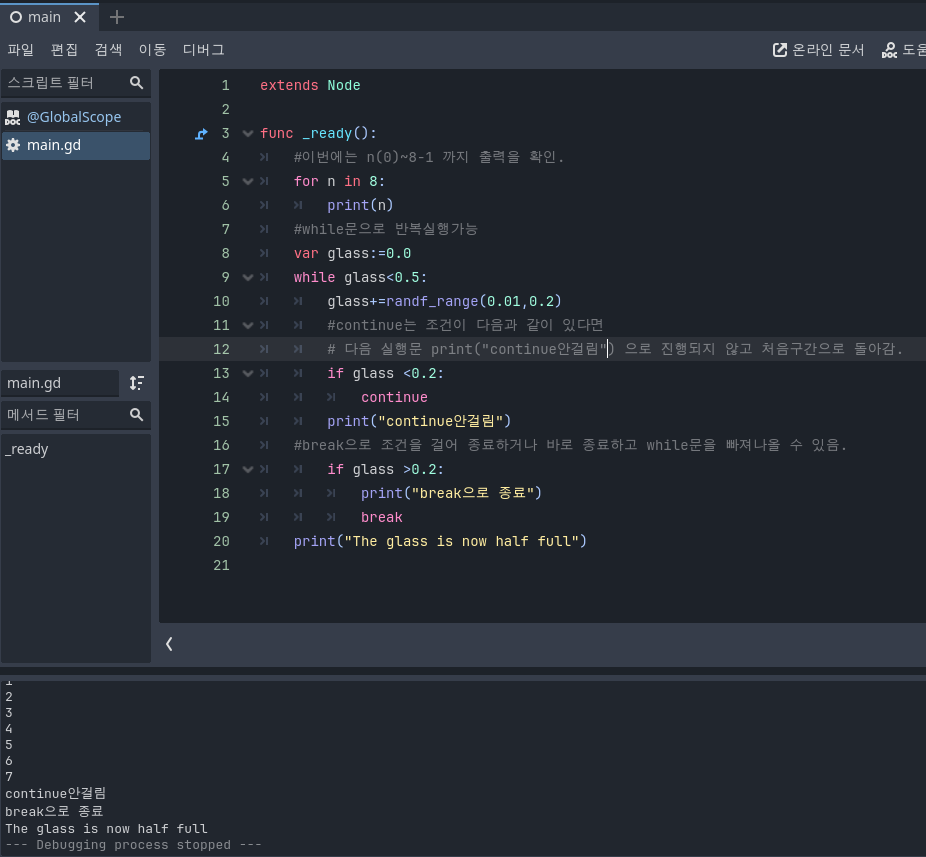 main
파일 편집 검색 이동 디버그 온라인 문서
스크립트 필터
@GlobalScope
main.gd
main.gd
메서드 필터
_ready
1 extends Node
2
3 func _ready():
4 #이번에는 n(0)~8-1 까지 출력을 확인.
5 for n in 8:
6 print(n)
7 #while문으로 반복실행가능
8 var glass:=0.0
9 while glass<0.5:
10 glass+=randf_range(0.01,0.2)
11 #continue는 조건이 다음과 같이 있다면
12 # 다음 실행문 print("continue안걸림") 으로 진행되지 않고 처음구간으로 돌아감.
13 if glass <0.2:
14 continue
15 print("continue안걸림")
16 #break으로 조건을 걸어 종료하거나 바로 종료하고 while문을 빠져나올 수 있음.
17 if glass >0.2:
18 print("break으로 종료")
19 break
20 print("The glass is now half full")
21
1
2
3
4
5
6
7
continue안걸림
break으로 종료
The glass is now half full
--- Debugging process stopped ---